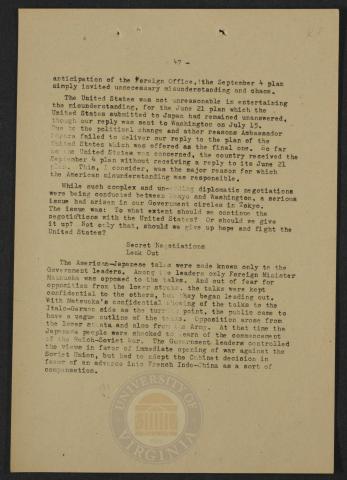 47 -
anticipation of the Foreign Office, the September 4 plan
simply invited unnecessary misunderstanding and chaos.
The United States was not unreasonable in entertaining
the misunderstanding, for the June 21 plan which the
United States submitted to Japan had remained unanswered,
though our reply was sent to Washington on July 15.
Due to the political change and other reasons Ambassador
failed to deliver our reply to the plan of the
United States which was offered as the final one. So far
as the United States was concerned, the country received the
September 4 plan without receiving a reply to its June 21
plan. This, I consider, was the major reason for which
the American misunderstanding was responsible.
While such complex and diplomatic negotiations
were being conducted between Tokyo and Washington, a serious
issue had arisen in our Government circles in Tokyo.
The issue was: To what extent should we continue the
negotiations with the United States? Or should we give
it up? Not only that, should we give up hope and fight the
United States?
Secret Negotiations
Leak Out
The American-Japanese talks were made known only to the
Government leaders. Among the leaders only Foreign Minister
Matsuoka was opposed to the talks. And out of fear for
opposition from the lower strata, the talks were kept
confidential to the others, but they began leaking out.
With Matsuoka's confidential showing of the talks to the
Italo-German side as the turning point, the public came to
have a vague outline of the talks. Opposition arose from
the lower strata and also from the Army. At that time the
Japanese people were shocked to learn of the commencement
of the Reich-Soviet War. The Government leaders controlled
the views in favor of immediate opening of war against the
Soviet Union, but had to adopt the Cabinet decision in
favor of an advance into French Indo-China as a sort of
compensation.
UNIVERSITY
VIRGINIA